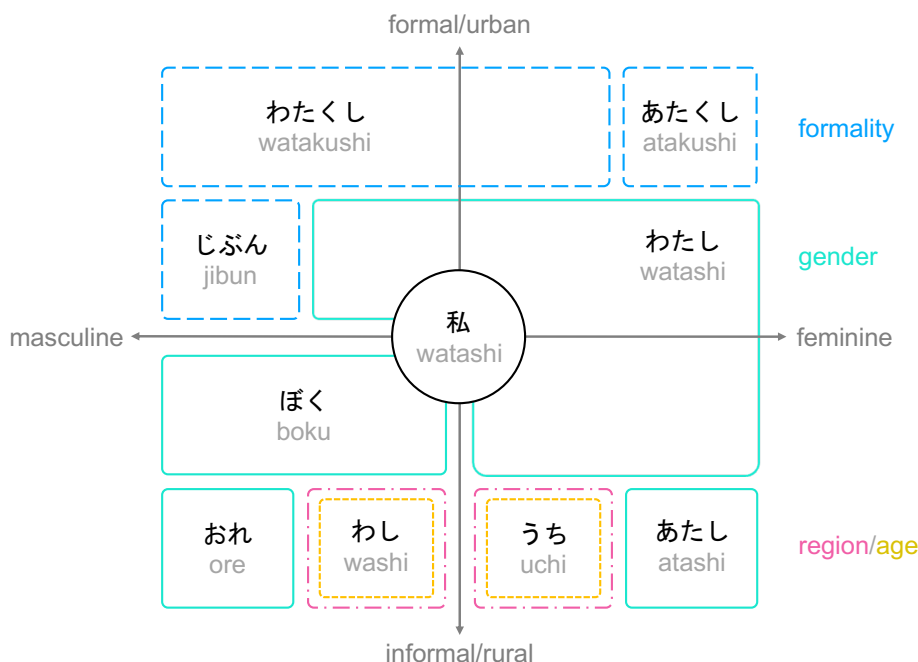 formal/urban
わたくし
watakushi
あたくし
atakushi
formality
じぶん
jibun
わたし
watashi
gender
masculine
私
watashi
feminine
ぼく
boku
おれ
ore
わし
washi
うち
uchi
あたし
atashi
region/age
informal/rural